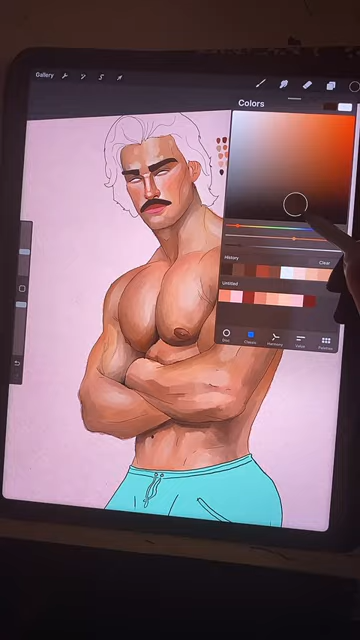 Gallery
Colors
History
Clear
Untitled
Disc
Classic
Harmony
Value
Palettes